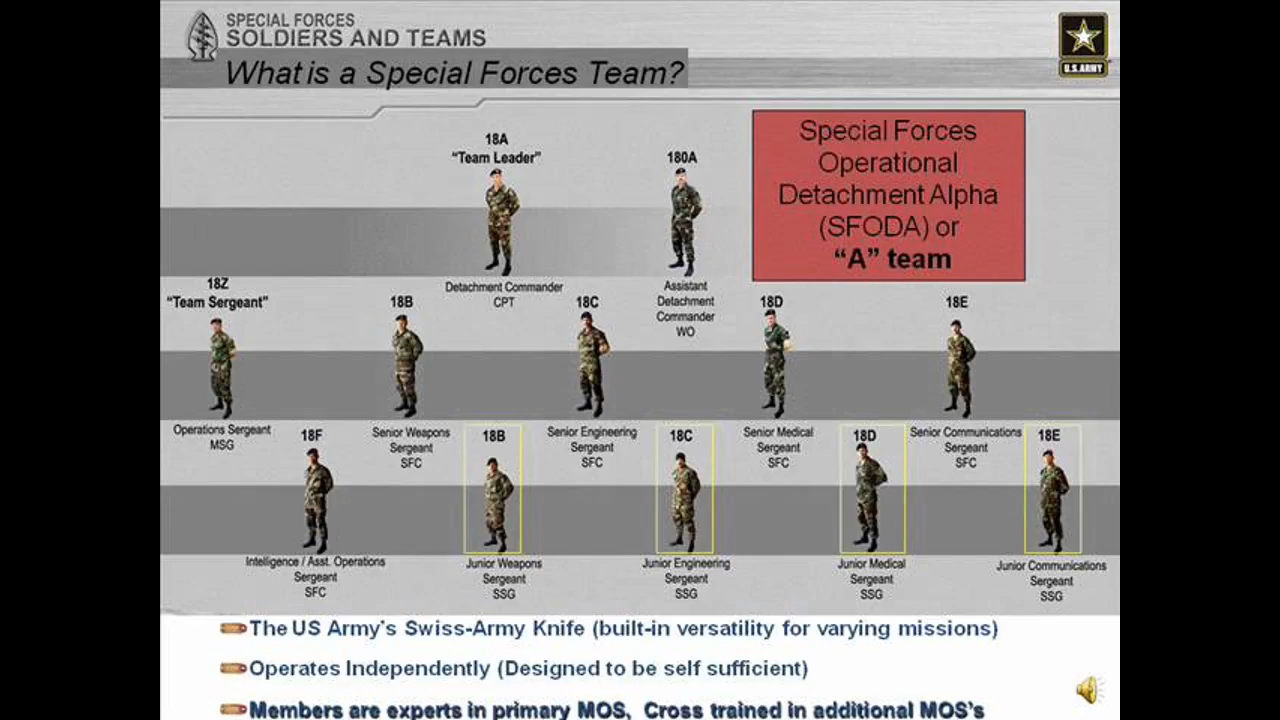 SPECIAL FORCES
SOLDIERS AND TEAMS
What is a Special Forces Team?
U.S.ARMY
Special Forces
Operational
Detachment Alpha
(SFODA) or
“A” team
18A
“Team Leader”
Detachment Commander
CPT
180A
Assistant
Detachment
Commander
WO
18Z
“Team Sergeant”
Operations Sergeant
MSG
18B
Senior Weapons
Sergeant
SFC
18C
Senior Engineering
Sergeant
SFC
18D
Senior Medical
Sergeant
SFC
18E
Senior Communications
Sergeant
SFC
18F
Intelligence / Asst. Operations
Sergeant
SFC
18B
Junior Weapons
Sergeant
SSG
18C
Junior Engineering
Sergeant
SSG
18D
Junior Medical
Sergeant
SSG
18E
Junior Communications
Sergeant
SSG
The US Army's Swiss-Army Knife (built-in versatility for varying missions)
Operates Independently (Designed to be self sufficient)
Members are experts in primary MOS, Cross trained in additional MOS's